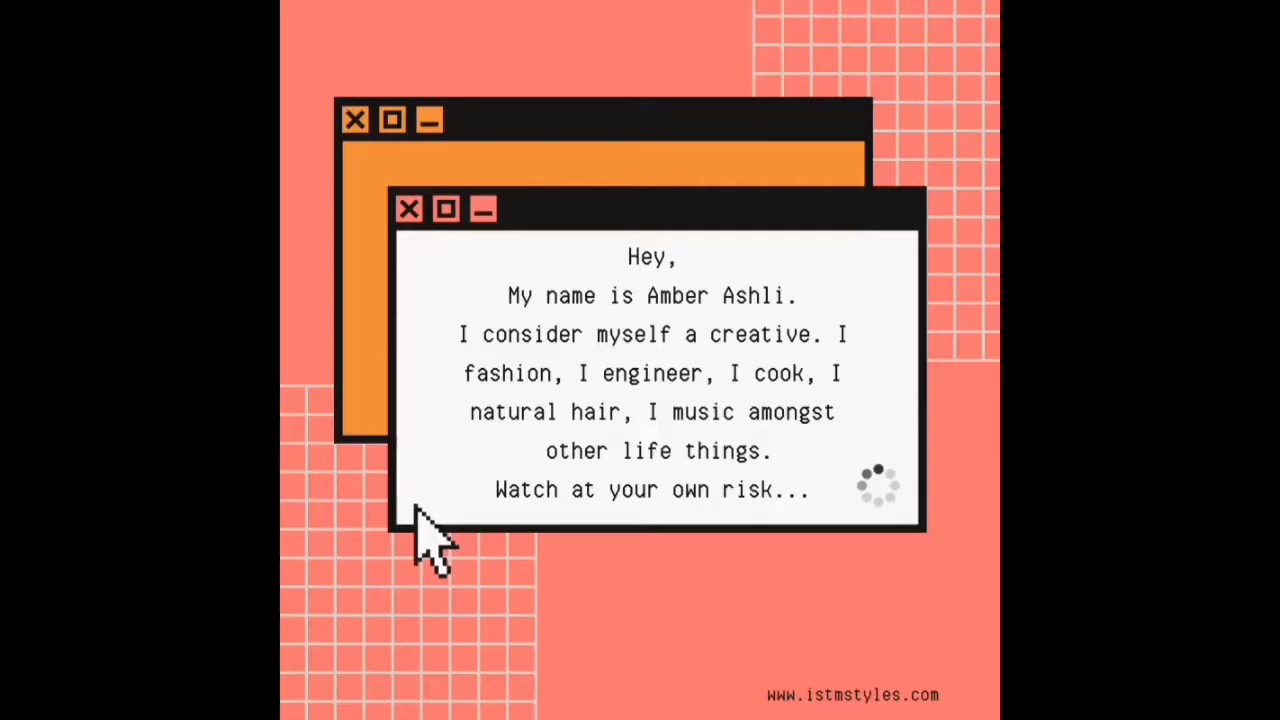 Hey,
My name is Amber Ashli.
I consider myself a creative. I
fashion, I engineer, I cook, I
natural hair, I music amongst
other life things.
Watch at your own risk...
www.istmstyles.com